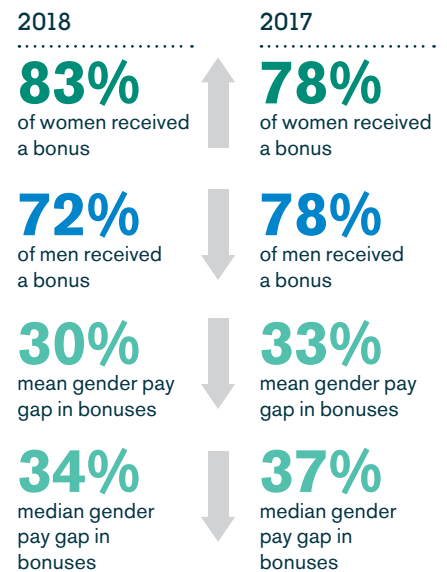 2018
83%
of women received
a bonus
72%
of men received
a bonus
30%
mean gender pay
gap in bonuses
34%
median gender
pay gap in
bonuses
2017
78%
of women received
a bonus
78%
of men received
a bonus
33%
mean gender pay
gap in bonuses
37%
median gender
pay gap in
bonuses